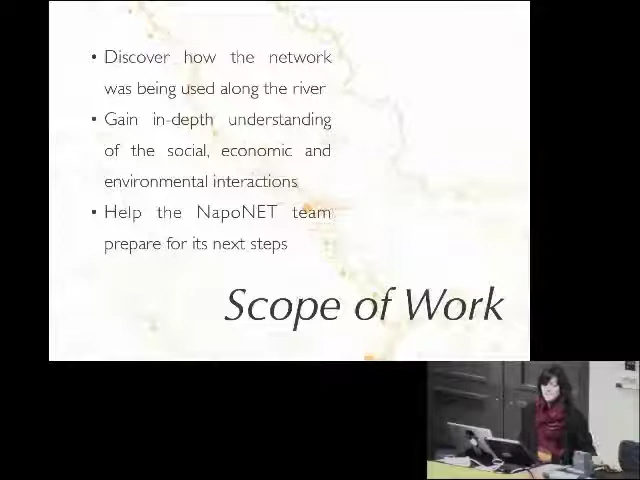 • Discover how the network
was being used along the river
• Gain in-depth understanding
of the social, economic and
environmental interactions
• Help the NapoNET team
prepare for its next steps
Scope of Work